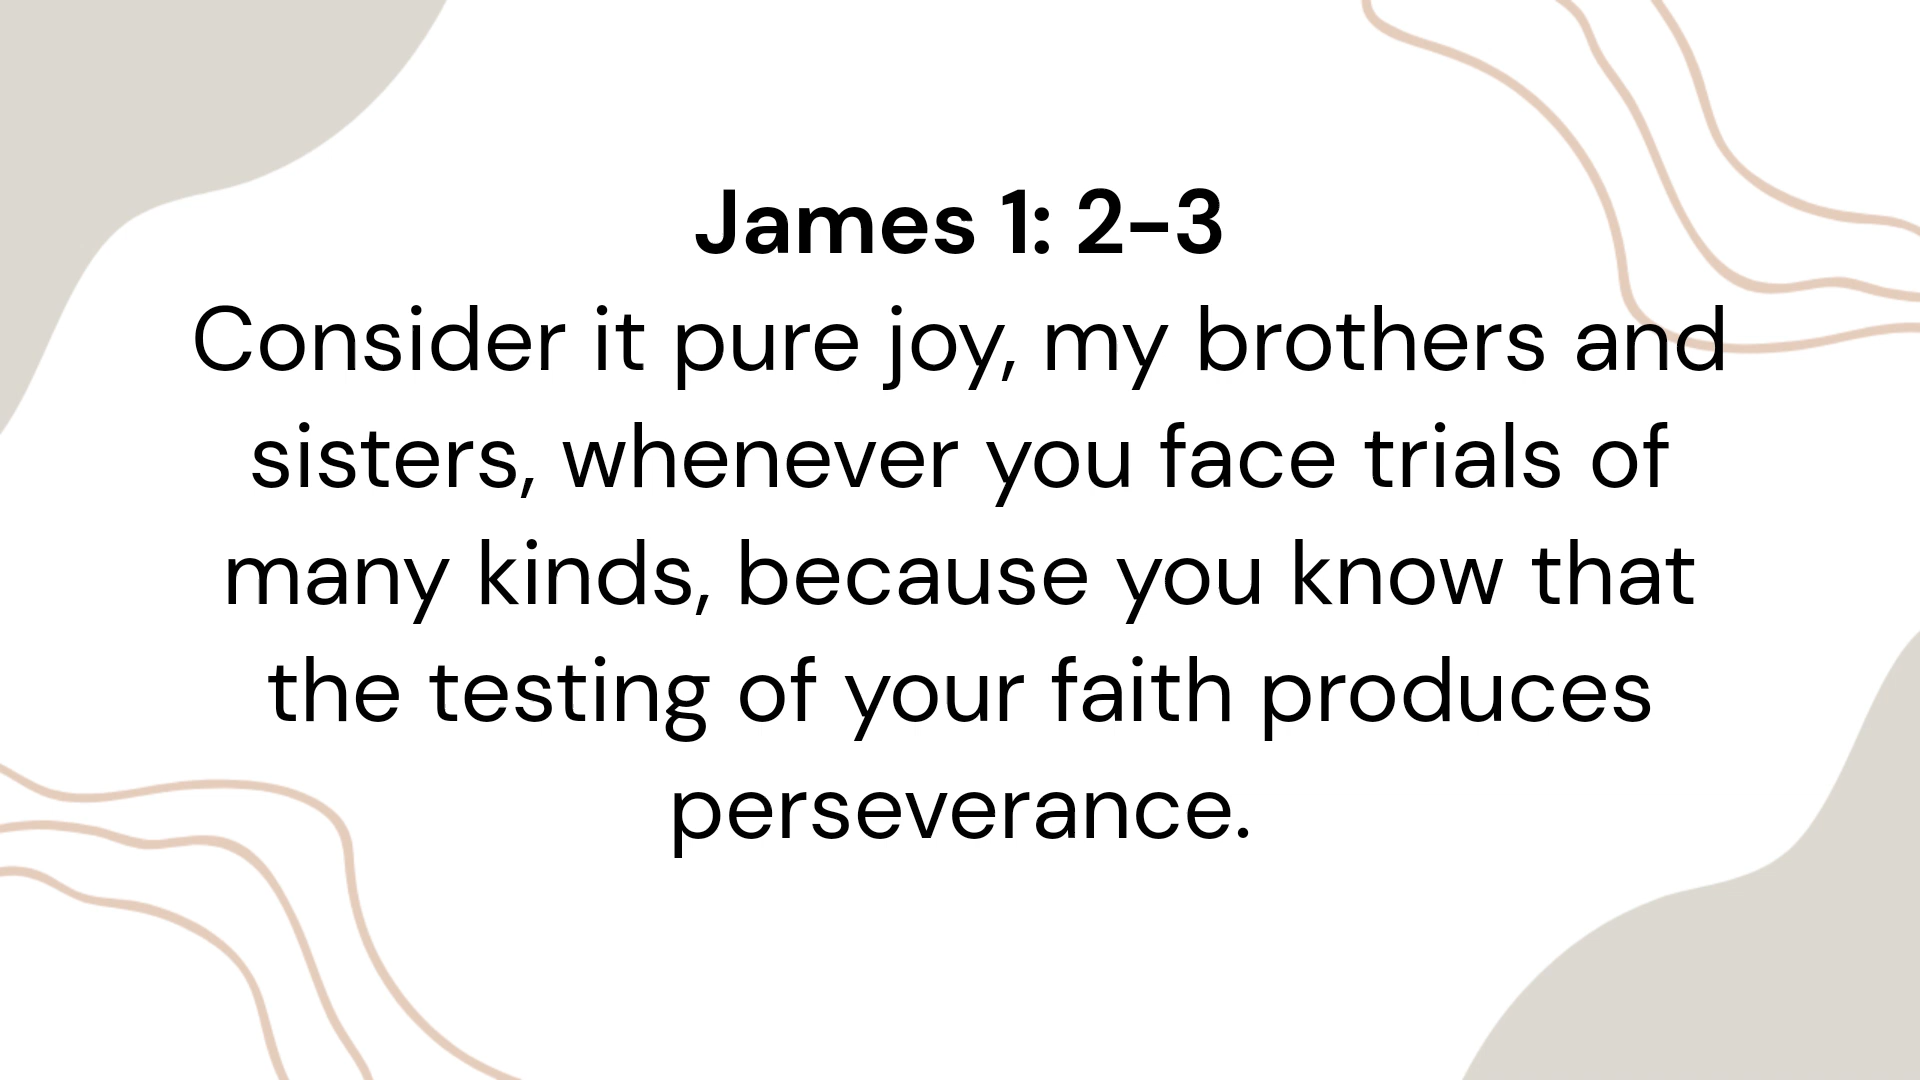 James 1: 2-3
Consider it pure joy, my brothers and
sisters, whenever you face trials of
many kinds, because you know that
the testing of your faith produces
perseverance.